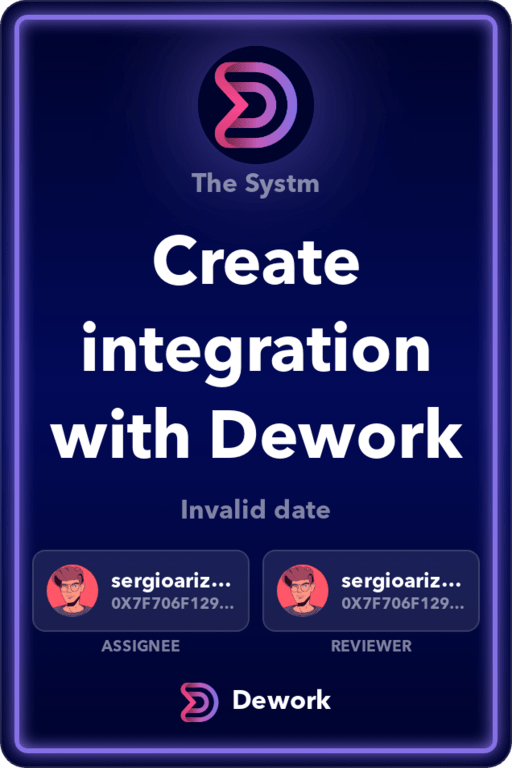 The Systm
Create
integration
with Dework
Invalid date
sergioariz...
0X7F706F129...
ASSIGNEE
sergioariz...
0X7F706F129...
REVIEWER
Dework